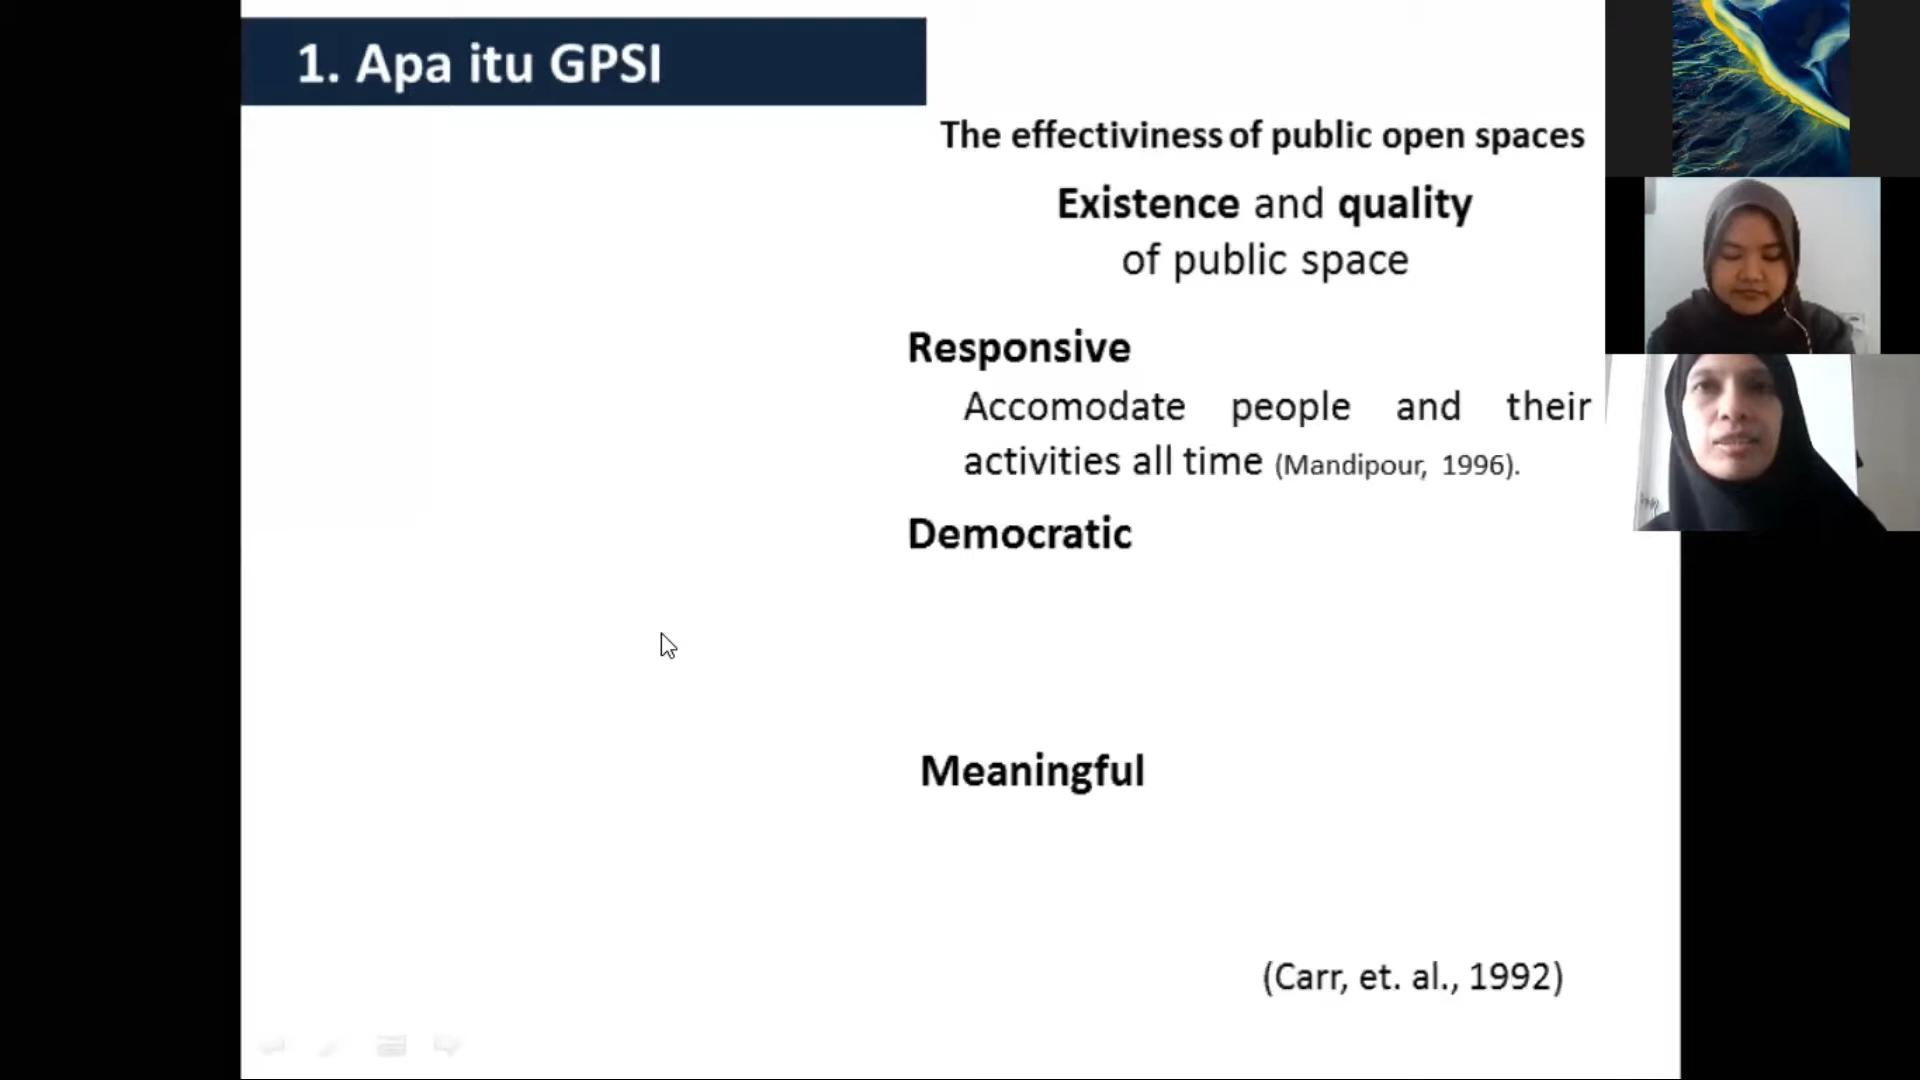 1. Apa itu GPSI
The effectiviness of public open spaces
Existence and quality
of public space
Responsive
Accomodate people and their
activities all time (Mandipour, 1996).
Democratic
Meaningful
(Carr, et. al., 1992)